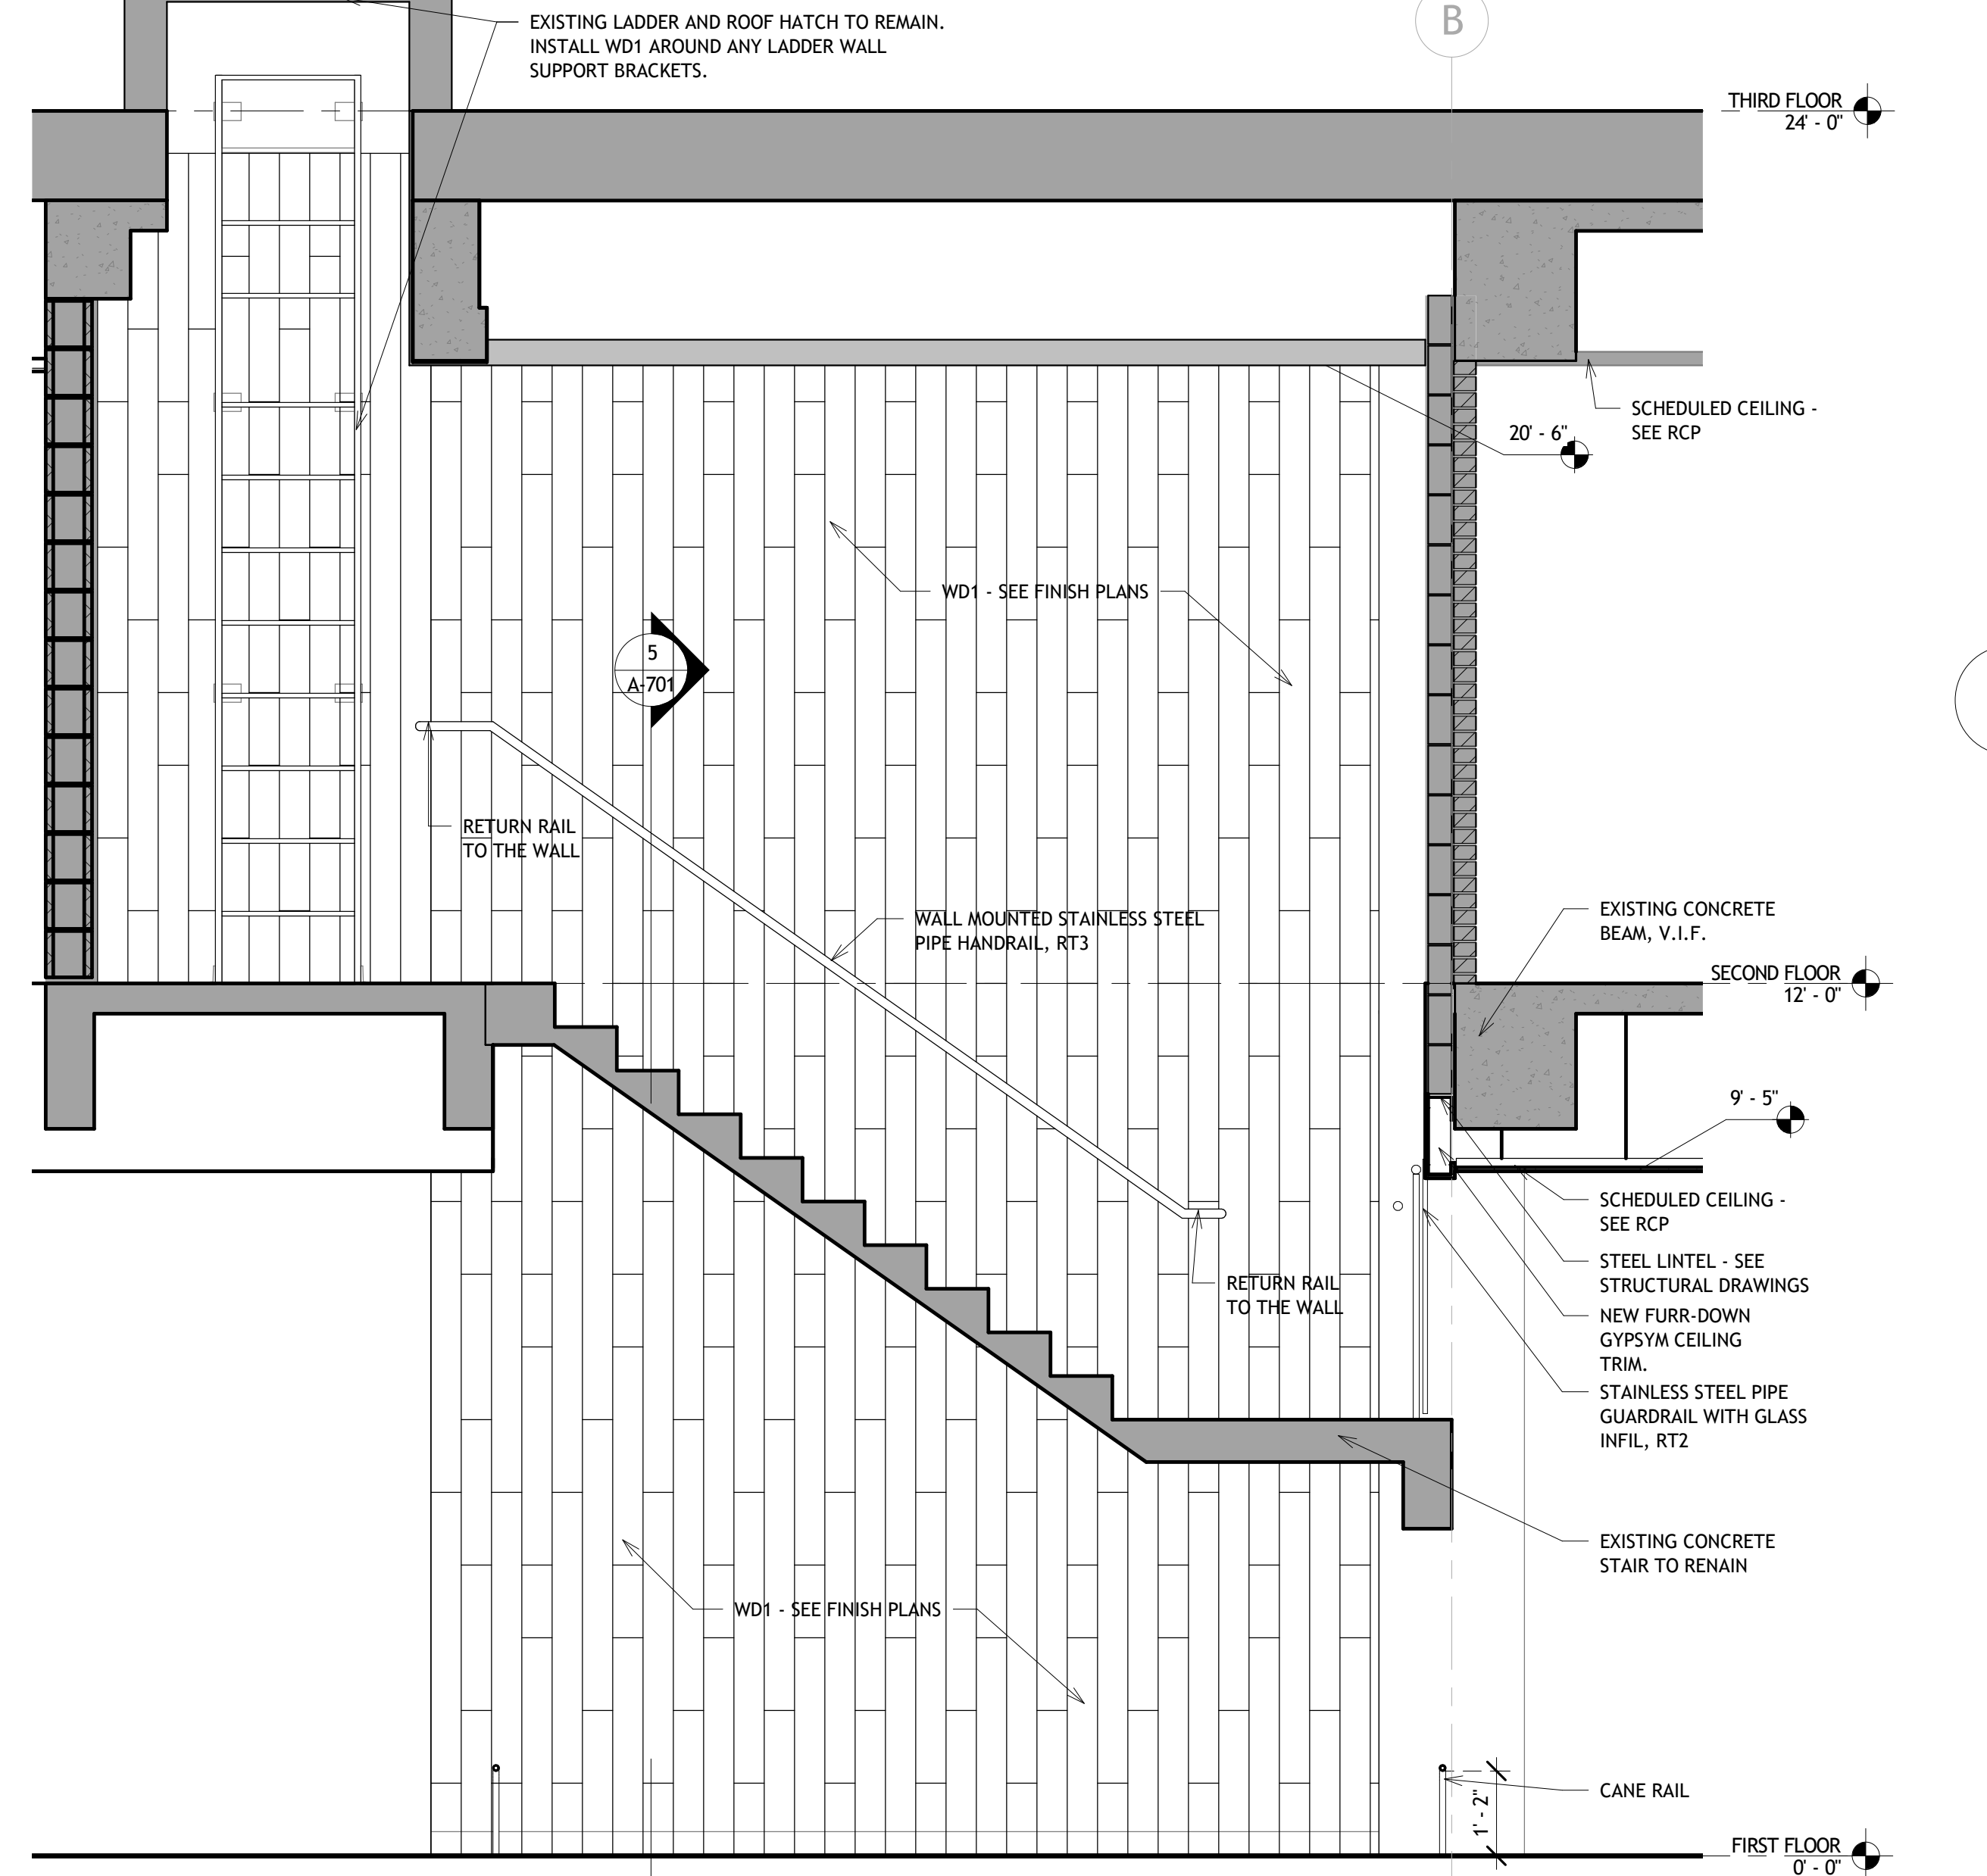 EXISTING LADDER AND ROOF HATCH TO REMAIN.
INSTALL WD1 AROUND ANY LADDER WALL
SUPPORT BRACKETS.
B
THIRD FLOOR
24' - 0"
SCHEDULED CEILING -
SEE RCP
20' - 6"
WD1 - SEE FINISH PLANS
5
A-701
RETURN RAIL
TO THE WALL
WALL MOUNTED STAINLESS STEEL
PIPE HANDRAIL, RT3
EXISTING CONCRETE
BEAM, V.I.F.
SECOND FLOOR
12' - 0"
9' - 5"
SCHEDULED CEILING -
SEE RCP
STEEL LINTEL - SEE
STRUCTURAL DRAWINGS
RETURN RAIL
TO THE WALL
NEW FURR-DOWN
GYPSYM CEILING
TRIM.
STAINLESS STEEL PIPE
GUARDRAIL WITH GLASS
INFIL, RT2
EXISTING CONCRETE
STAIR TO RENAIN
WD1 - SEE FINISH PLANS
CANE RAIL
1' - 2"
FIRST FLOOR
0' - 0"